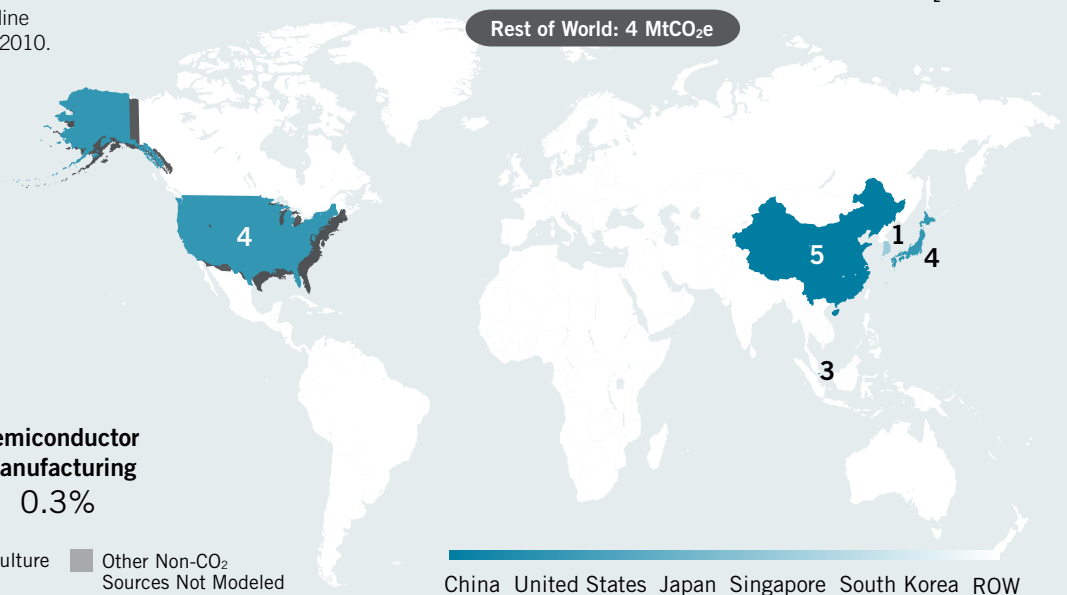 2
line
2010.
Rest of World: 4 MtCO₂e
4
5
1
4
3
emiconductor
anufacturing
0.3%
ulture
Other Non-CO₂
Sources Not Modeled
China United States Japan Singapore South Korea ROW